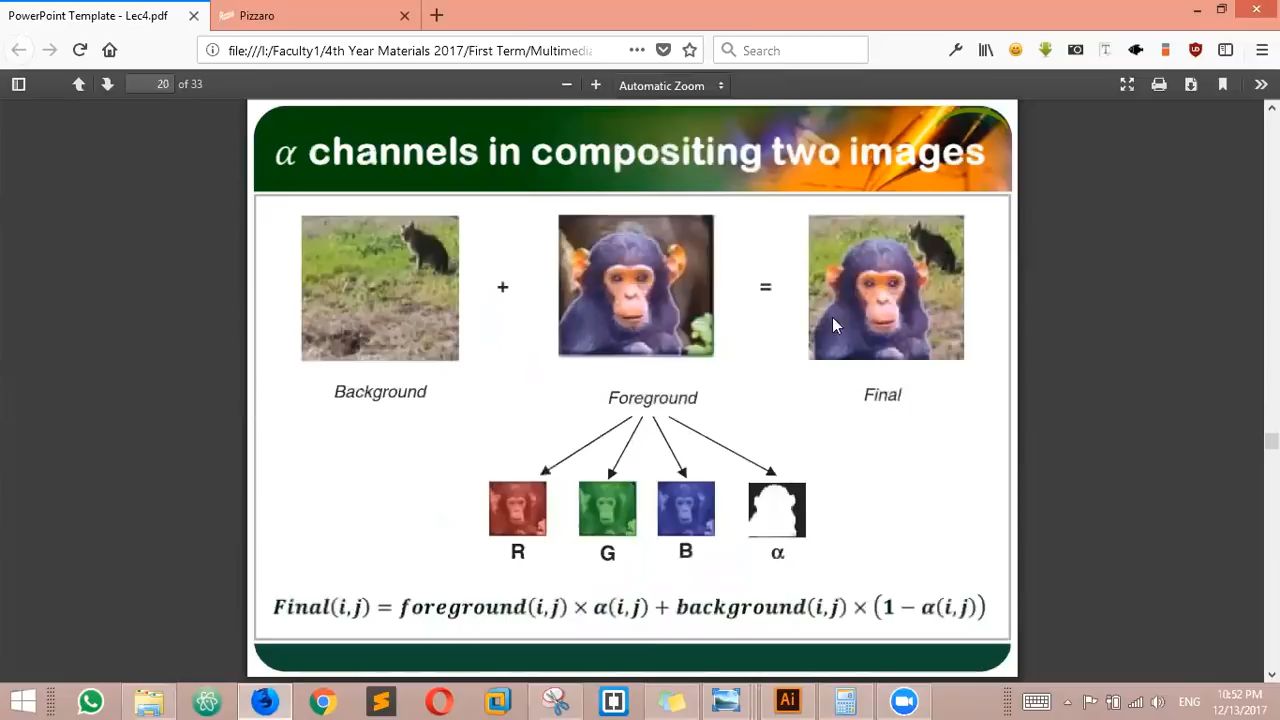 PowerPoint Template - Lec4.pdf
Pizzaro
file:///I:/Faculty1/4th Year Materials 2017/First Term/Multimedia
Search
20 of 33
Automatic Zoom
α channels in compositing two images
+
=
Background
Foreground
Final
R
G
B
α
Final(i,j) = foreground(i,j) × α(i,j) + background(i,j) × (1 − α(i,j))
Ai
ENG
10:52 PM
12/13/2017